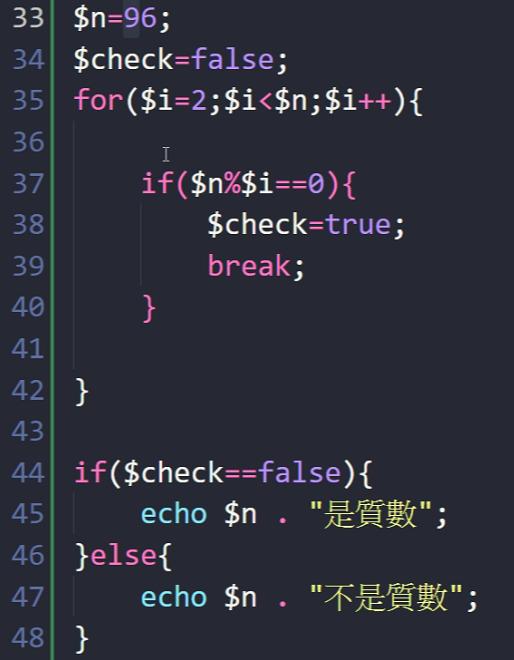 33 $n=96;
34 $check=false;
35 for($i=2;$i<$n;$i++){
36
37 if($n%$i==0){
38 $check=true;
39 break;
40 }
41
42 }
43
44 if($check==false){
45 echo $n . "是質數";
46 }else{
47 echo $n . "不是質數";
48 }